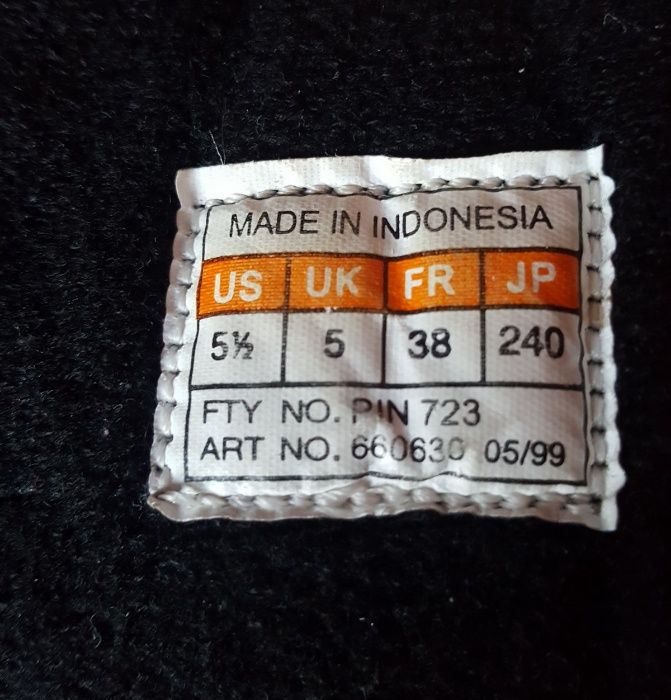 MADE IN INDONESIA
US UK FR JP
5½ 5 38 240
FTY NO. PIN 723
ART NO. 660630 05/99